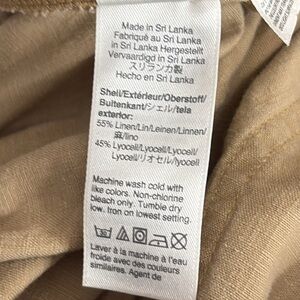 Made in Sri Lanka
Fabriqué au Sri Lanka
in Sri Lanka Hergestellt
Vervaardigd in Sri Lanka
スリランカ製
Hecho en Sri Lanka
Shell/Extérieur/Oberstoff/
Buitenkant/シェル/tela
exterior:
55% Linen/Lin/Leinen/Linnen/
麻/lino
45% Lyocell/Lyocell/Lyocell/
Lyocell/リオセル/lyocell
Machine wash cold with
like colors. Non-chlorine
bleach only. Tumble dry
low. Iron on lowest setting.
Laver à la machine à l'eau
froide avec des couleurs
similaires. Agent de